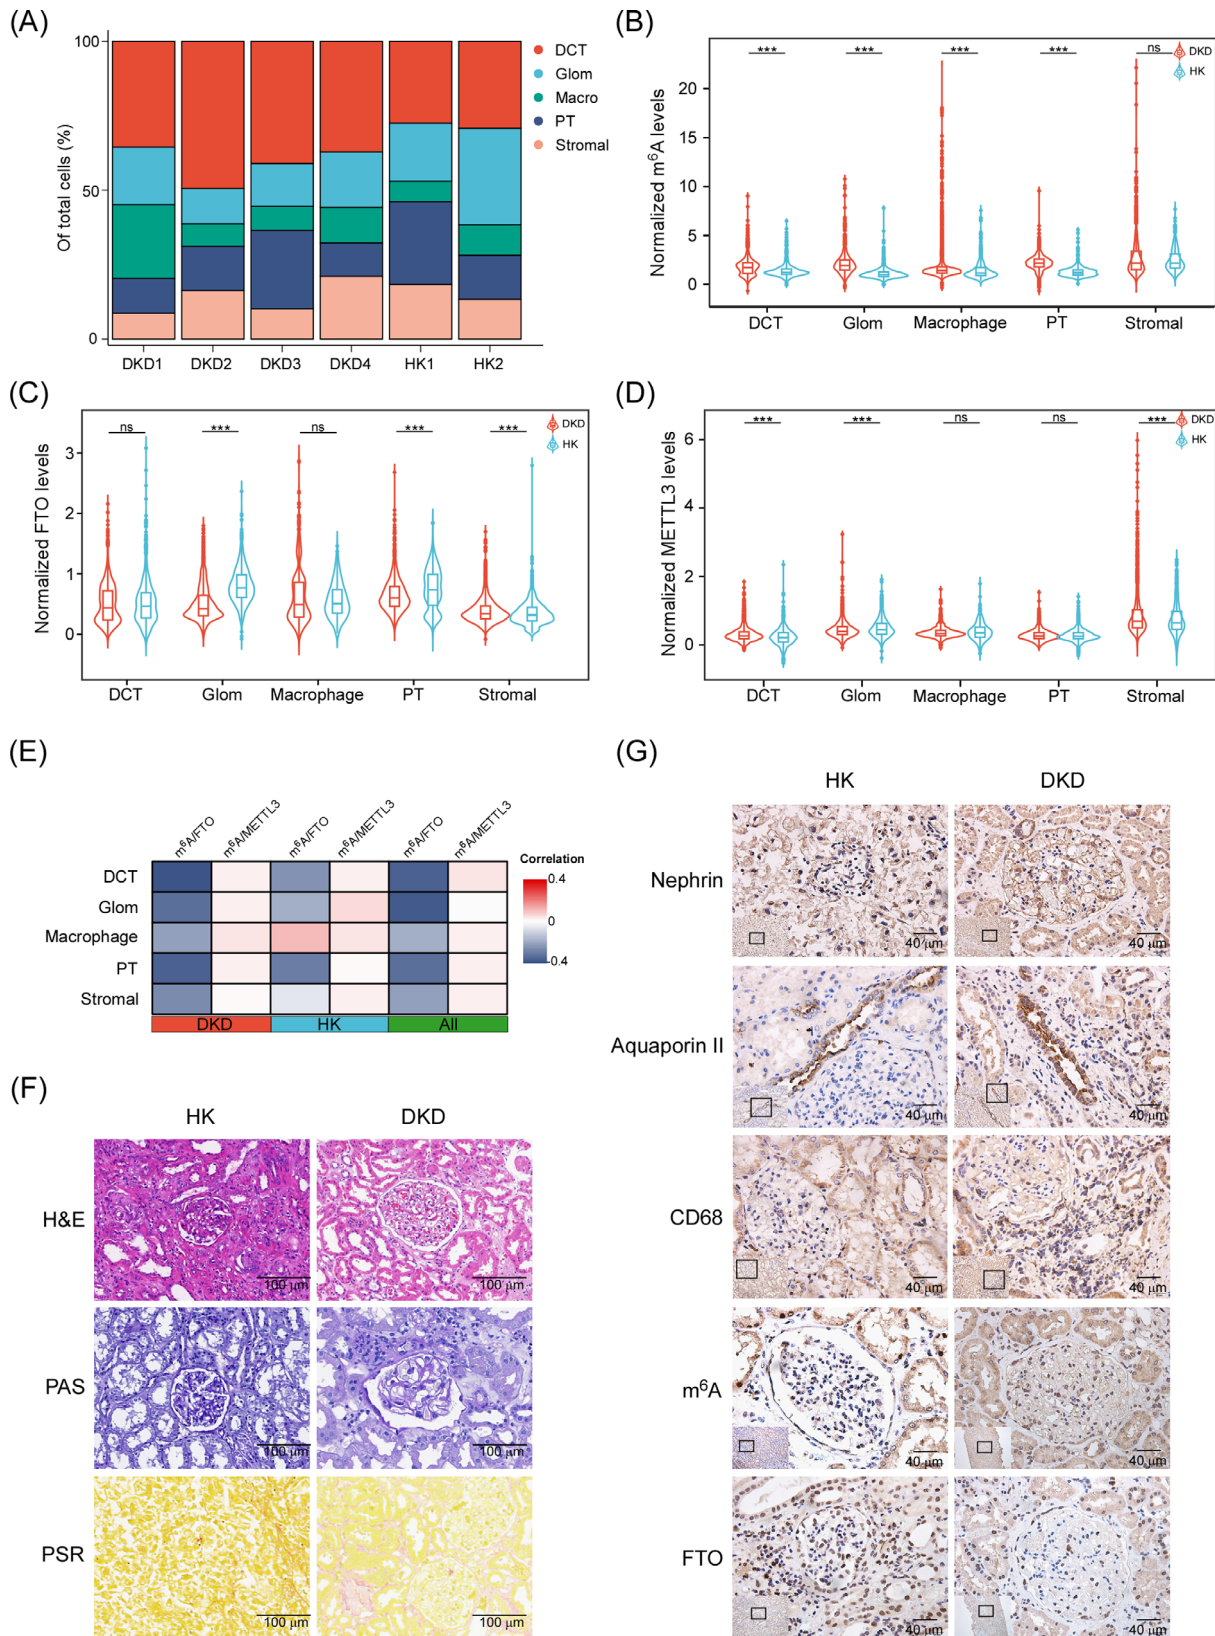 (A)
100
50
0
Of total cells (%)
DCT
Glom
Macro
PT
Stromal
DKD1 DKD2 DKD3 DKD4 HK1 HK2
(B)
Normalized m⁶A levels
20
15
10
5
0
*** *** *** *** ns
DKD
HK
DCT Glom Macrophage PT Stromal
(C)
Normalized FTO levels
3
2
1
0
ns *** ns *** ***
DKD
HK
DCT Glom Macrophage PT Stromal
(D)
Normalized METTL3 levels
6
4
2
0
*** *** ns ns ***
DKD
HK
DCT Glom Macrophage PT Stromal
(E)
m⁶A/FTO m⁶A/METTL3 m⁶A/FTO m⁶A/METTL3 m⁶A/FTO m⁶A/METTL3
DCT
Glom
Macrophage
PT
Stromal
DKD HK All
Correlation
0.4
0
-0.4
(F)
HK DKD
H&E
100 μm 100 μm
PAS
100 μm 100 μm
PSR
100 μm 100 μm
(G)
HK DKD
Nephrin
40 μm 40 μm
Aquaporin II
40 μm 40 μm
CD68
40 μm 40 μm
m⁶A
40 μm 40 μm
FTO
40 μm 40 μm